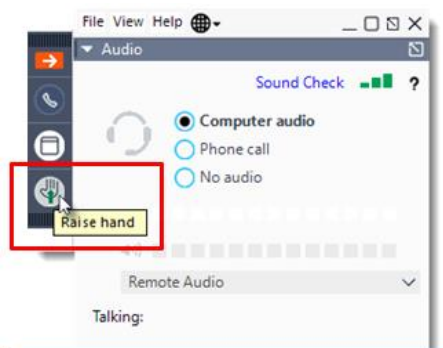 File View Help
Audio
Sound Check ?
Computer audio
Phone call
No audio
Raise hand
Remote Audio
Talking: